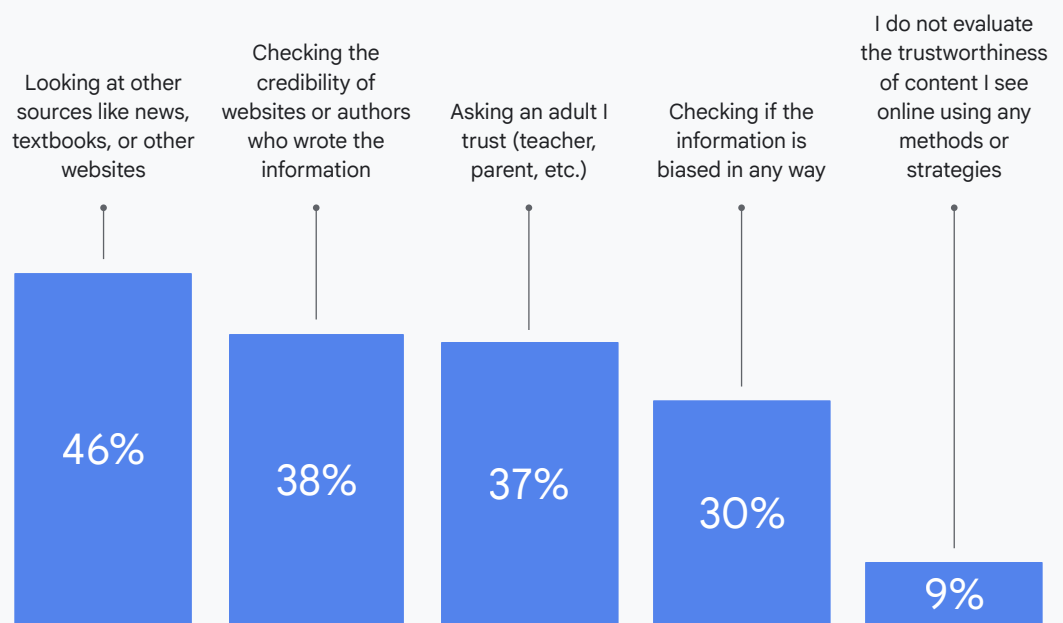 Looking at other
sources like news,
textbooks, or other
websites
Checking the
credibility of
websites or authors
who wrote the
information
Asking an adult I
trust (teacher,
parent, etc.)
Checking if the
information is
biased in any way
I do not evaluate
the trustworthiness
of content I see
online using any
methods or
strategies
46%
38%
37%
30%
9%